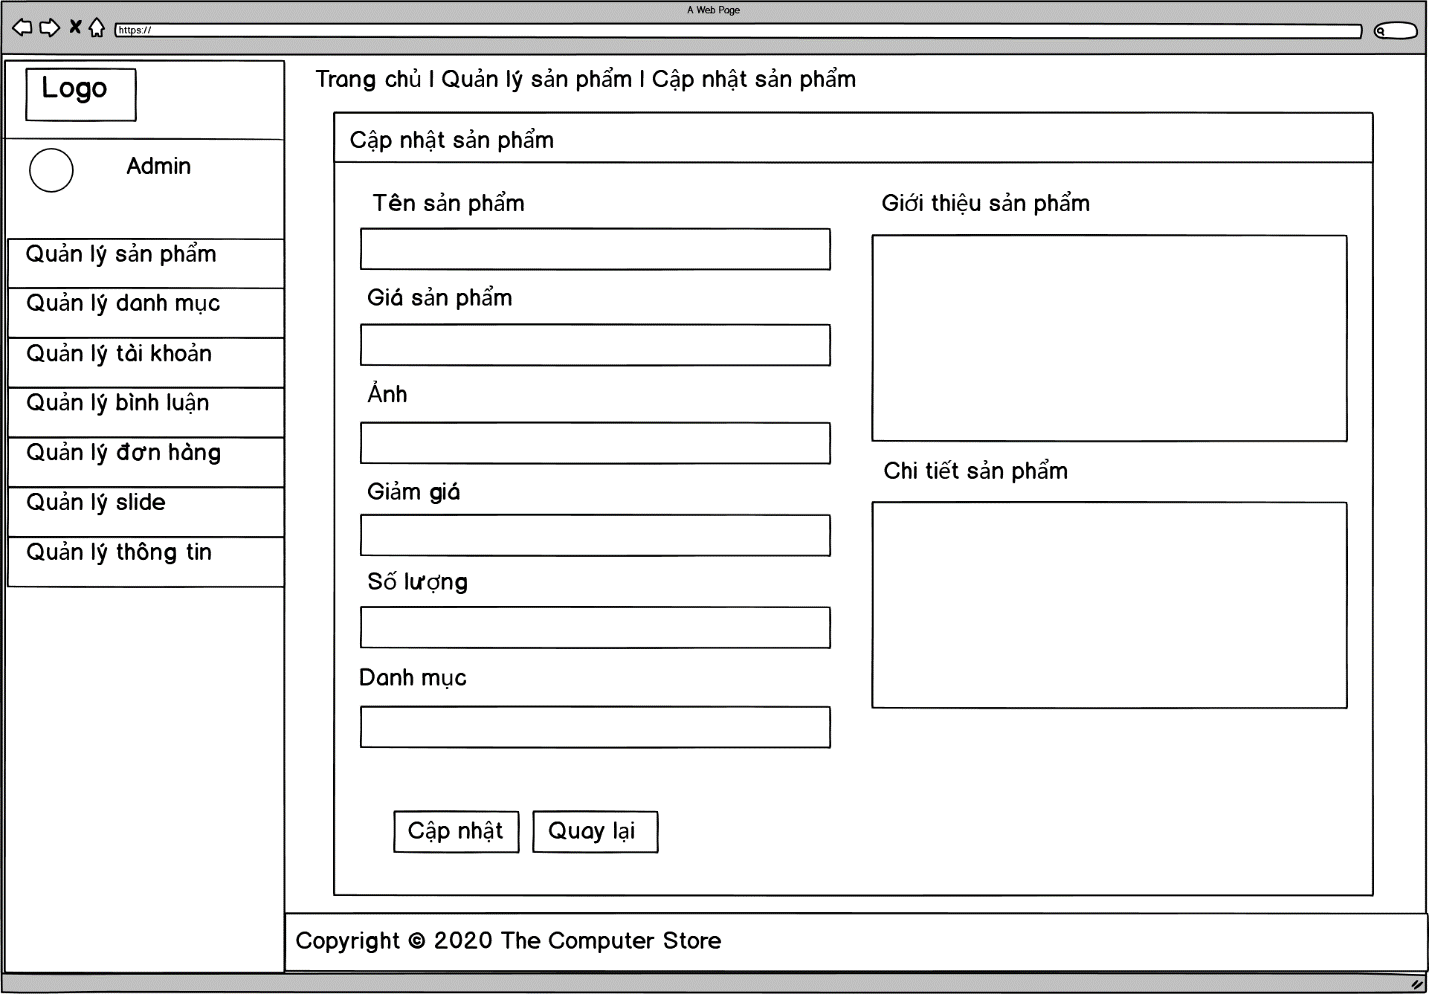 A Web Page
https://
Logo
Admin
Quản lý sản phẩm
Quản lý danh mục
Quản lý tài khoản
Quản lý bình luận
Quản lý đơn hàng
Quản lý slide
Quản lý thông tin
Trang chủ | Quản lý sản phẩm | Cập nhật sản phẩm
Cập nhật sản phẩm
Tên sản phẩm
Giá sản phẩm
Ảnh
Giảm giá
Số lượng
Danh mục
Giới thiệu sản phẩm
Chi tiết sản phẩm
Cập nhật
Quay lại
Copyright © 2020 The Computer Store